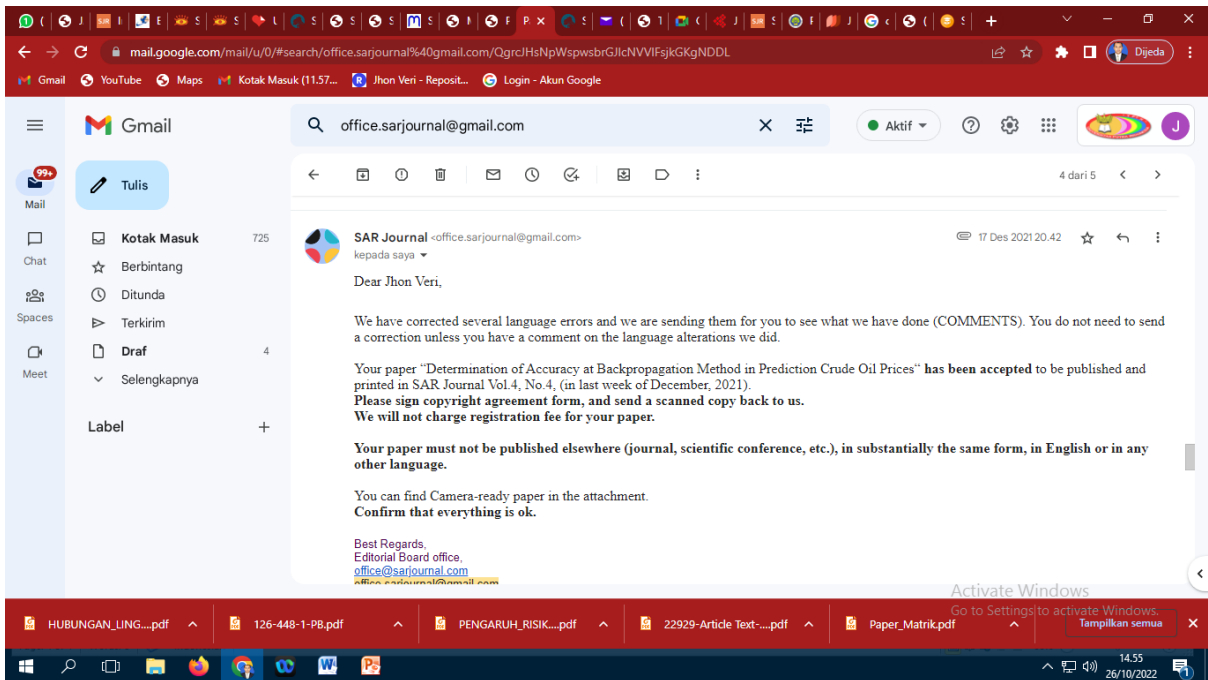 mail.google.com/mail/u/0/#search/office.sarjournal%40gmail.com/QgrcJHsNpWspwsbrGJlcNVVlFsjkGKgNDDL
Dijeda
Gmail YouTube Maps Kotak Masuk (11.57... Jhon Veri - Reposit... Login - Akun Google
Gmail
office.sarjournal@gmail.com
Aktif
J
99+
Mail
Chat
Spaces
Meet
Tulis
Kotak Masuk 725
Berbintang
Ditunda
Terkirim
Draf 4
Selengkapnya
Label
4 dari 5
SAR Journal <office.sarjournal@gmail.com>
17 Des 2021 20.42
kepada saya
Dear Jhon Veri,
We have corrected several language errors and we are sending them for you to see what we have done (COMMENTS). You do not need to send
a correction unless you have a comment on the language alterations we did.
Your paper “Determination of Accuracy at Backpropagation Method in Prediction Crude Oil Prices“ has been accepted to be published and
printed in SAR Journal Vol.4, No.4, (in last week of December, 2021).
Please sign copyright agreement form, and send a scanned copy back to us.
We will not charge registration fee for your paper.
Your paper must not be published elsewhere (journal, scientific conference, etc.), in substantially the same form, in English or in any
other language.
You can find Camera-ready paper in the attachment.
Confirm that everything is ok.
Best Regards,
Editorial Board office,
office@sarjournal.com
office.sarjournal@gmail.com
Activate Windows
Go to Settings to activate Windows.
HUBUNGAN_LING....pdf 126-448-1-PB.pdf PENGARUH_RISIK....pdf 22929-Article Text-....pdf Paper_Matrik.pdf Tampilkan semua
14.55
26/10/2022